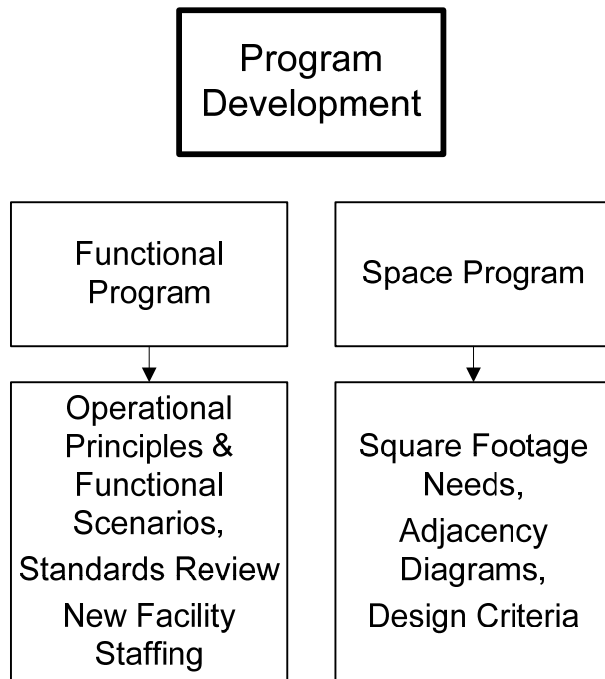 Program
Development
Functional
Program
Space Program
Operational
Principles &
Functional
Scenarios,
Standards Review
New Facility
Staffing
Square Footage
Needs,
Adjacency
Diagrams,
Design Criteria